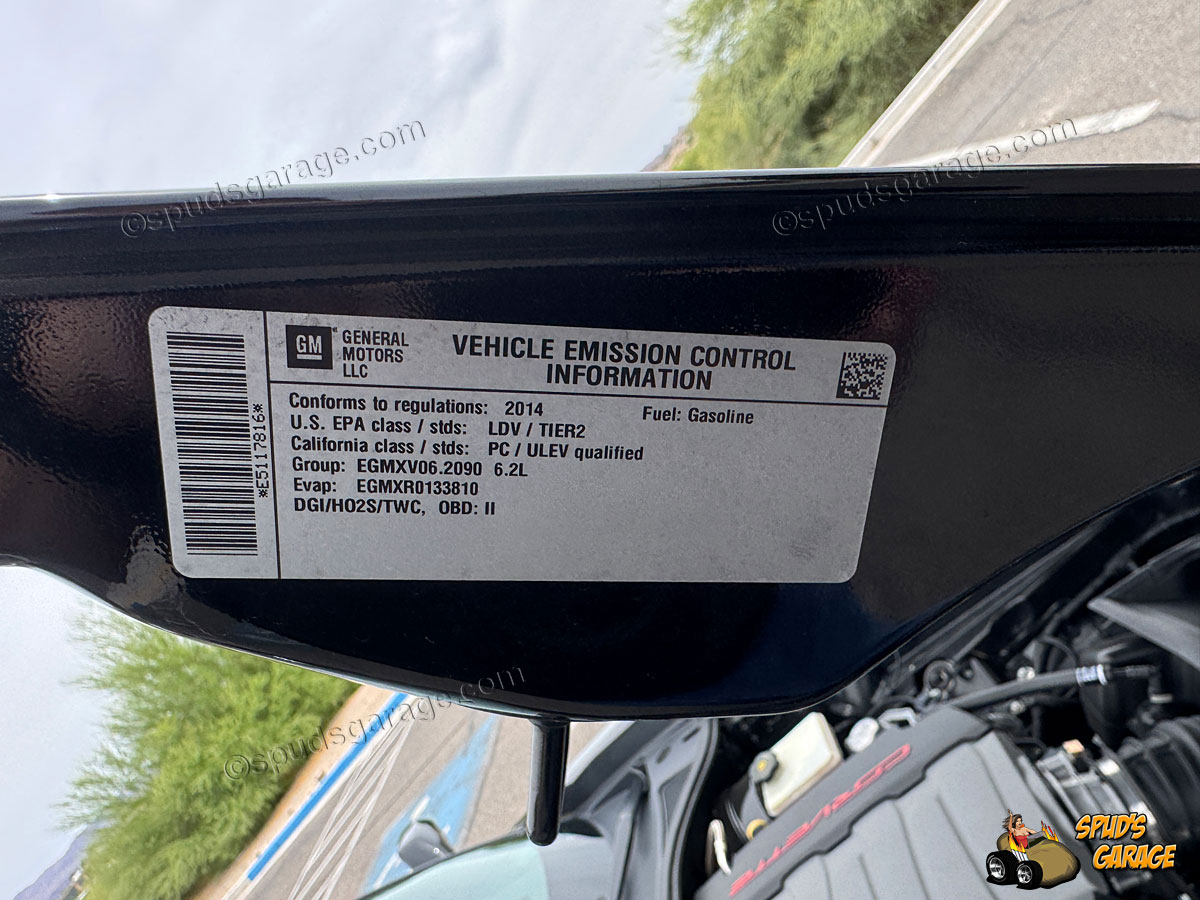 ©spudsgarage.com
©spudsgarage.com
GM
GENERAL
MOTORS
LLC
VEHICLE EMISSION CONTROL
INFORMATION
*E5117816*
Conforms to regulations: 2014
Fuel: Gasoline
U.S. EPA class / stds: LDV / TIER2
California class / stds: PC / ULEV qualified
Group: EGMXV06.2090 6.2L
Evap: EGMXR0133810
DGI/HO2S/TWC, OBD: II
©spudsgarage.com
CORVETTE
SPUD'S
GARAGE